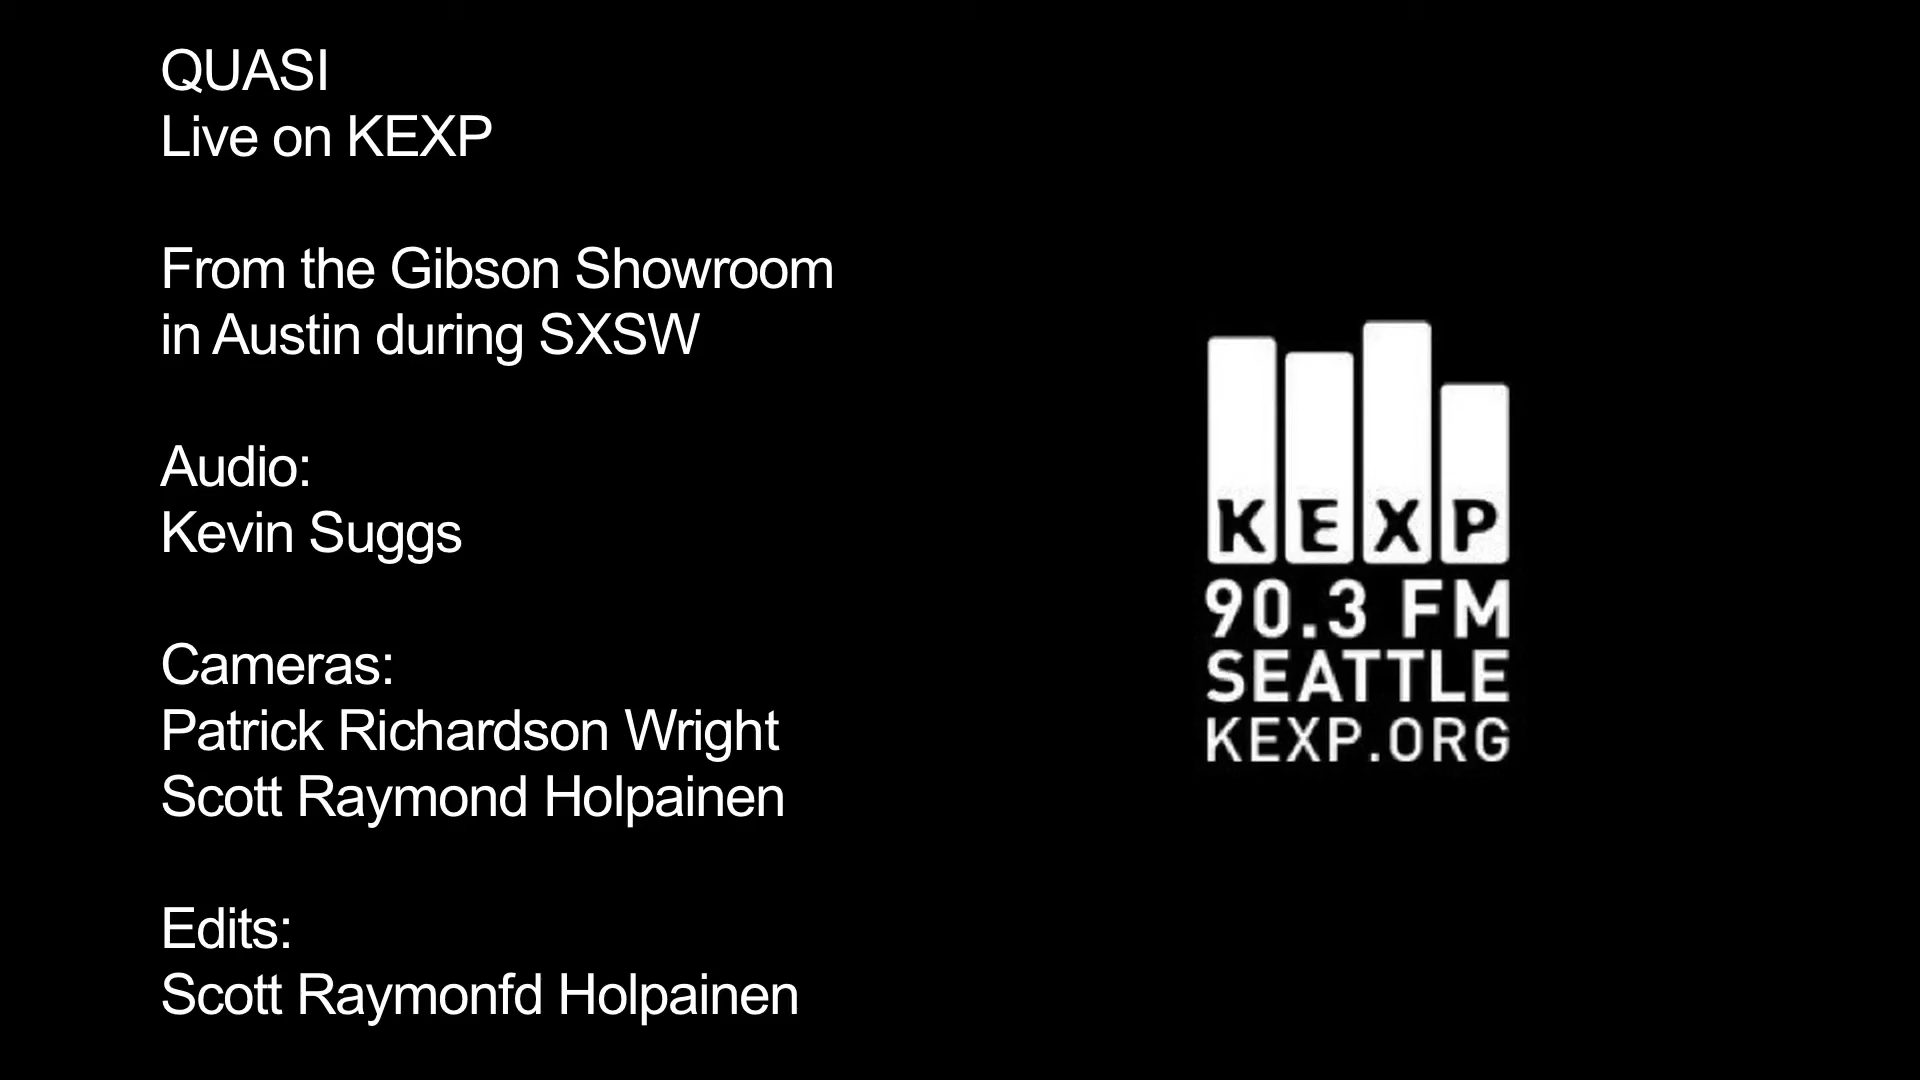 QUASI
Live on KEXP
From the Gibson Showroom
in Austin during SXSW
Audio:
Kevin Suggs
Cameras:
Patrick Richardson Wright
Scott Raymond Holpainen
Edits:
Scott Raymonfd Holpainen
KEXP
90.3 FM
SEATTLE
KEXP.ORG